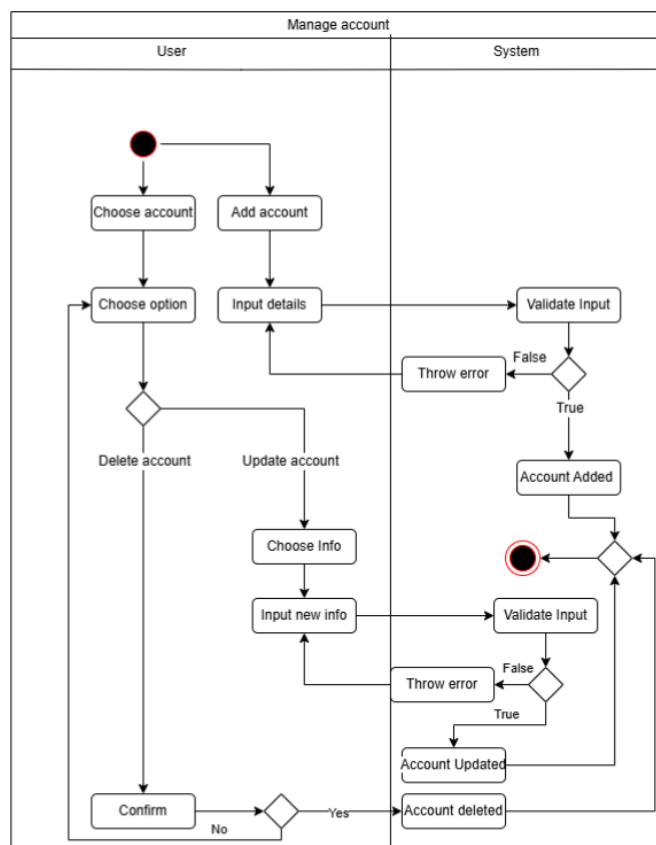 Manage account
User
System
Choose account
Add account
Choose option
Input details
Validate Input
Throw error
False
True
Delete account
Update account
Account Added
Choose Info
Input new info
Validate Input
Throw error
False
True
Account Updated
Confirm
No
Yes
Account deleted